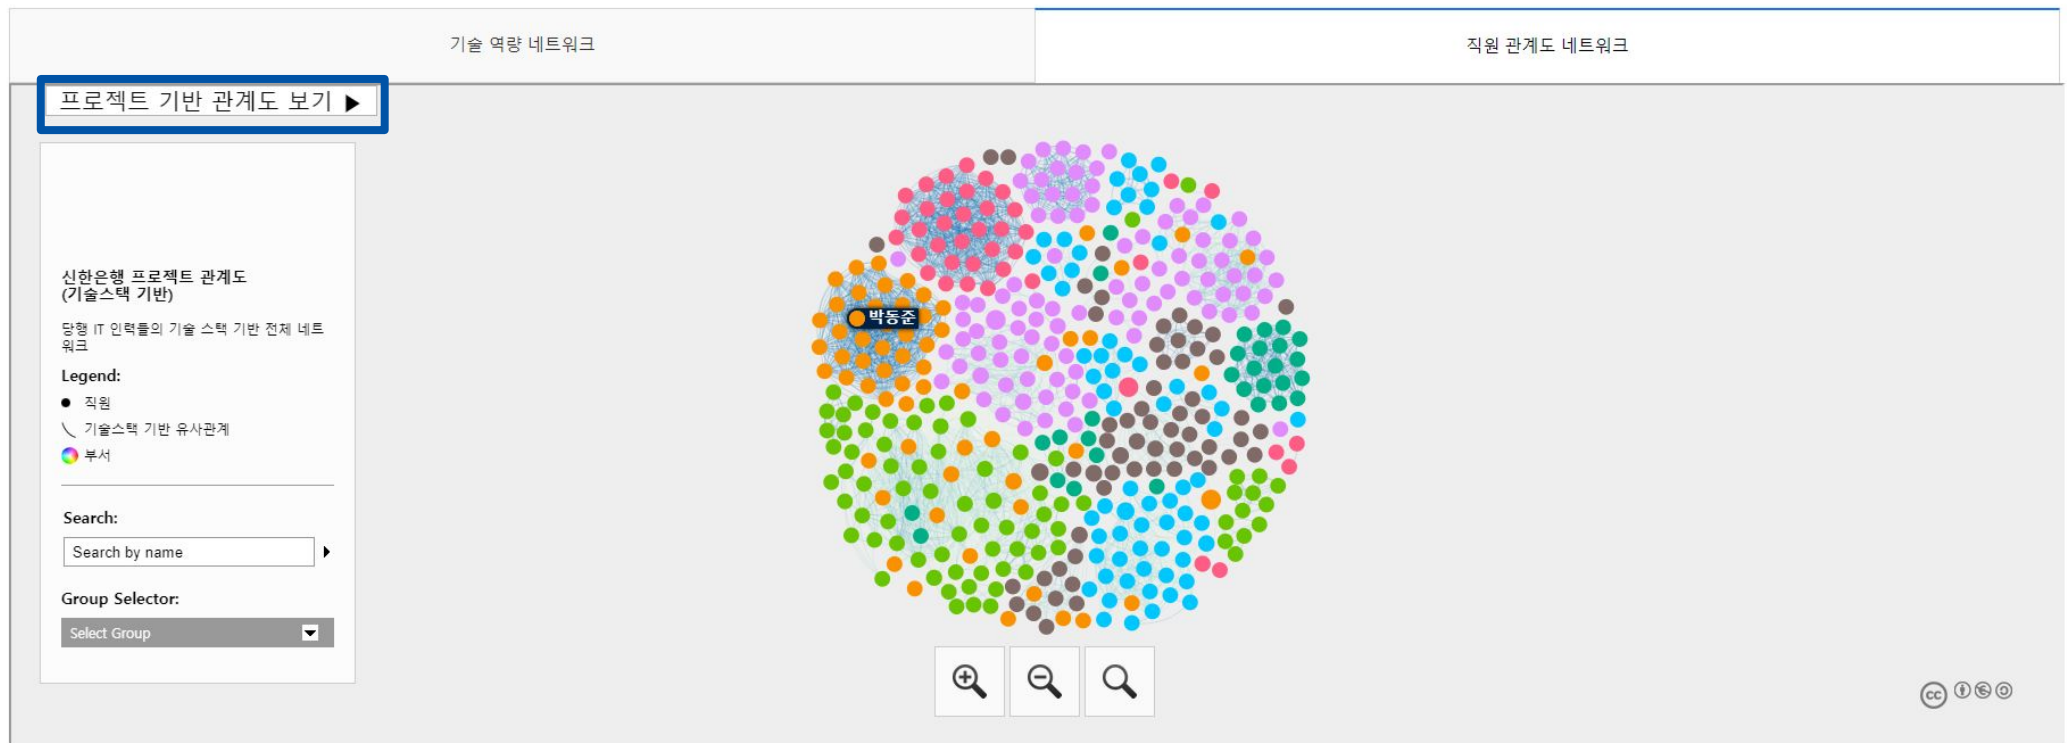 기술 역량 네트워크
직원 관계도 네트워크
프로젝트 기반 관계도 보기 ▶
신한은행 프로젝트 관계도
(기술스택 기반)
당행 IT 인력들의 기술 스택 기반 전체 네트
워크
Legend:
직원
기술스택 기반 유사관계
부서
Search:
Search by name
Group Selector:
Select Group
박동준
cc